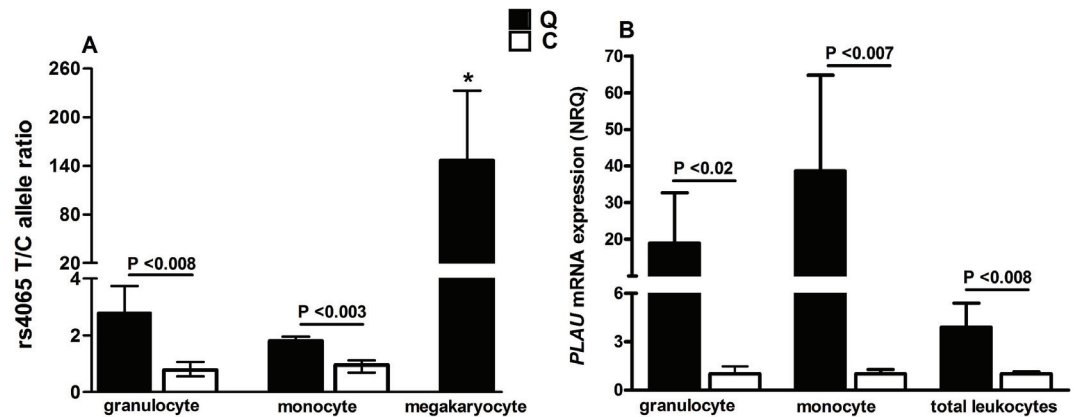 Q
C
A
rs4065 T/C allele ratio
260
200
140
80
20
4
2
0
P <0.008
P <0.003
*
granulocyte
monocyte
megakaryocyte
B
PLAU mRNA expression (NRQ)
70
60
50
40
30
20
6
3
0
P <0.02
P <0.007
P <0.008
granulocyte
monocyte
total leukocytes